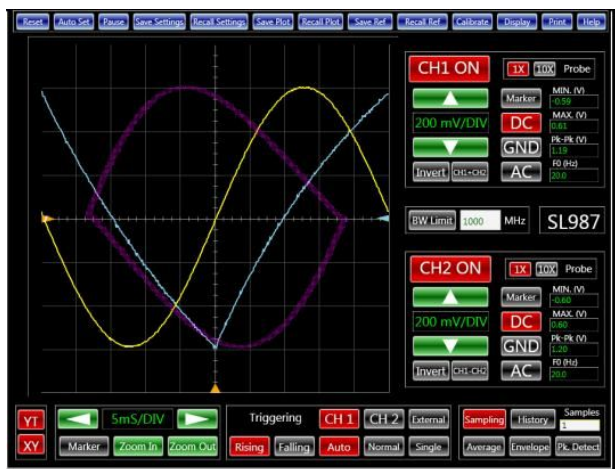 Reset Auto Set Pause Save Settings Recall Settings Save Plot Recall Plot Save Ref Recall Ref Calibrate Display Print Help
CH1 ON 1X 10X Probe
Marker MIN. (V)
-0.59
200 mV/DIV DC MAX. (V)
0.61
GND Pk-Pk (V)
1.19
Invert CH1+CH2 AC F0 (Hz)
20.0
BW Limit 1000 MHz SL987
CH2 ON 1X 10X Probe
Marker MIN. (V)
-0.60
200 mV/DIV DC MAX. (V)
0.60
GND Pk-Pk (V)
1.20
Invert CH1-CH2 AC F0 (Hz)
20.0
YT 5mS/DIV Triggering CH 1 CH 2 External Sampling History Samples
1
XY Marker Zoom In Zoom Out Rising Falling Auto Normal Single Average Envelope Pk. Detect